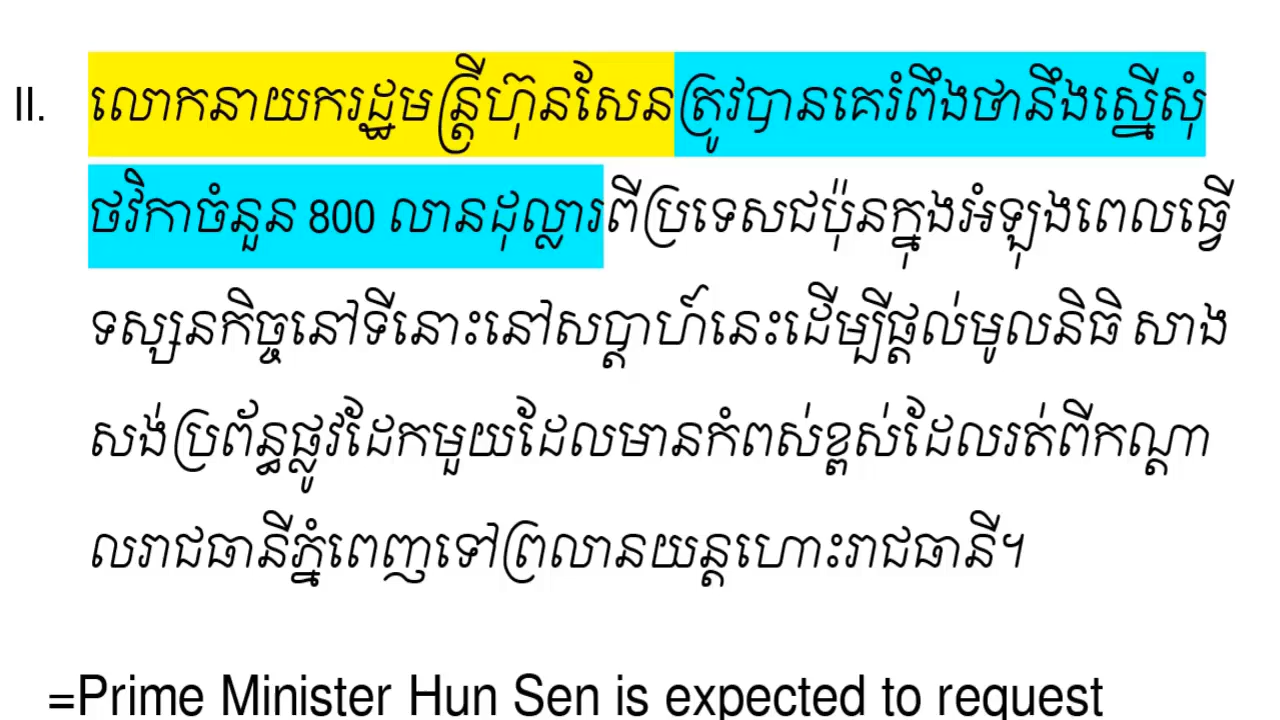 II. លោកនាយករដ្ឋមន្ត្រីហ៊ុនសែនត្រូវបានគេរំពឹងថានឹងស្នើសុំ
ថវិកាចំនួន 800 លានដុល្លារពីប្រទេសជប៉ុនក្នុងអំឡុងពេលធ្វើ
ទស្សនកិច្ចនៅទីនោះនៅសប្តាហ៍នេះដើម្បីផ្តល់មូលនិធិ សាង
សង់ប្រព័ន្ធផ្លូវដែកមួយដែលមានកំពស់ខ្ពស់ដែលរត់ពីកណ្តា
លរាជធានីភ្នំពេញទៅព្រលានយន្តហោះរាជធានី។
=Prime Minister Hun Sen is expected to request